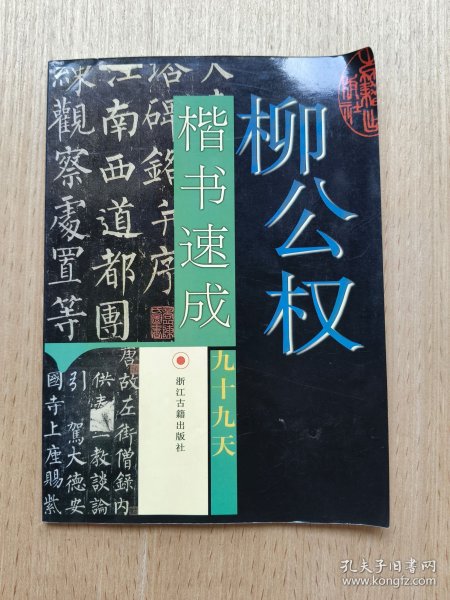 柳公权
楷书速成
九十九天
浙江古籍出版社
江南西道都團
練觀察處置等
唐故左街僧録内
供奉三教談論
引駕大德安
國寺上座賜紫
孔夫子旧书网
www.kongfz.com